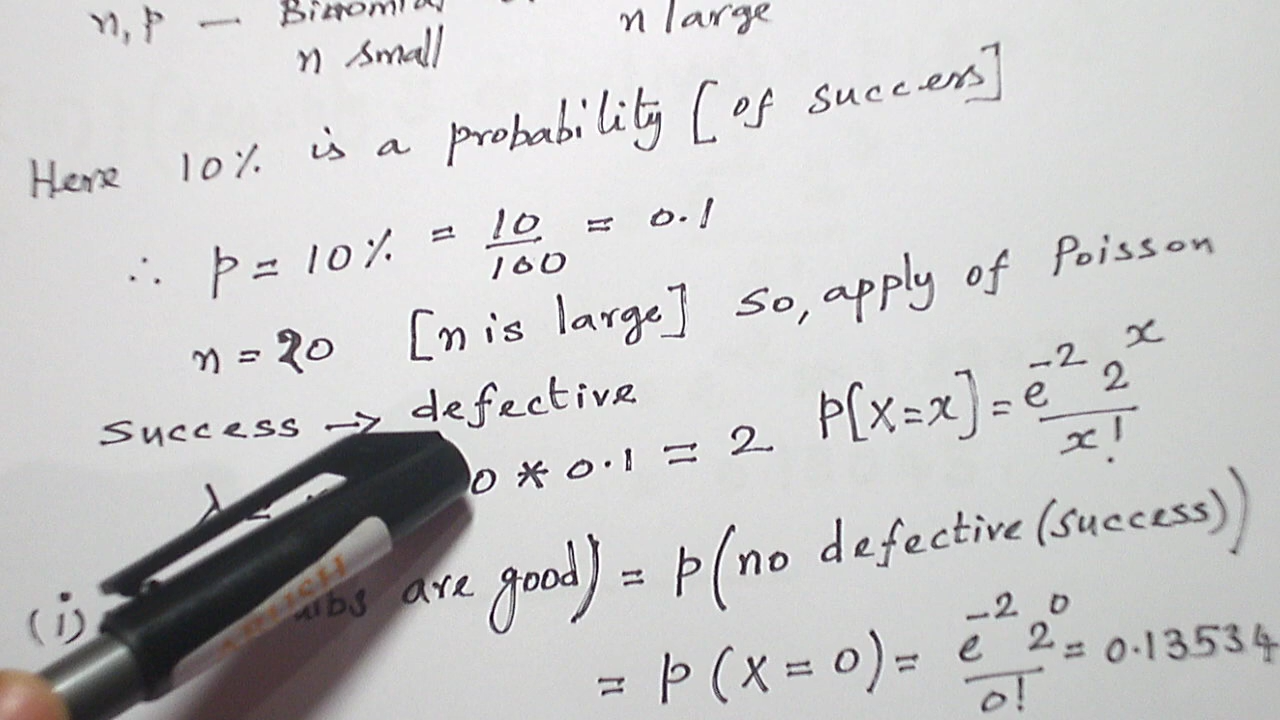 n, p — Binomial
n large
n small
Here 10% is a probability [of success]
∴ p = 10% = 10/100 = 0.1
n = 20 [n is large] so, apply of Poisson
success → defective
0 * 0.1 = 2 P[X=x] = e^-2 2^x / x!
(i) are good) = p(no defective (success))
= p(X=0) = e^-2 2^0 / 0! = 0.13534